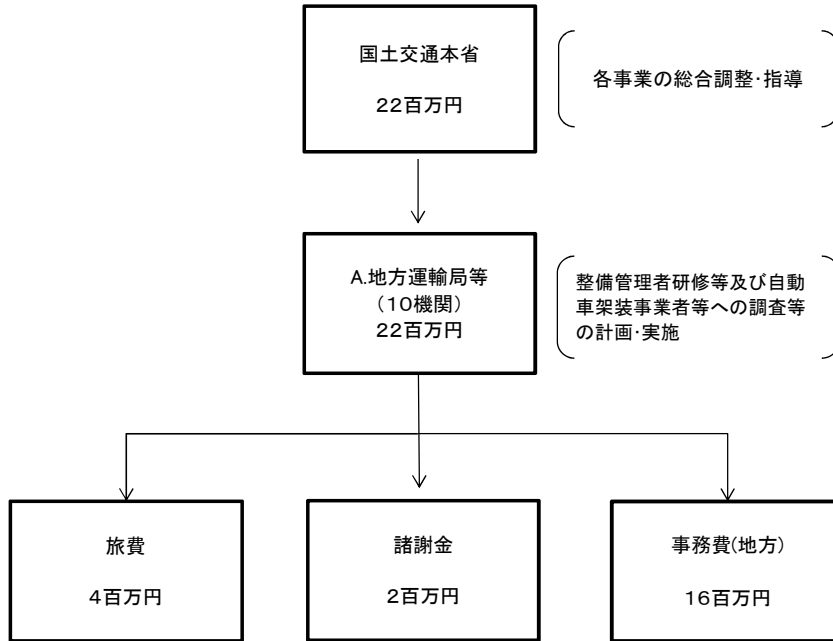 国土交通本省
22百万円
各事業の総合調整・指導
A.地方運輸局等
（10機関）
22百万円
整備管理者研修等及び自動
車架装事業者等への調査等
の計画・実施
旅費
4百万円
諸謝金
2百万円
事務費(地方)
16百万円